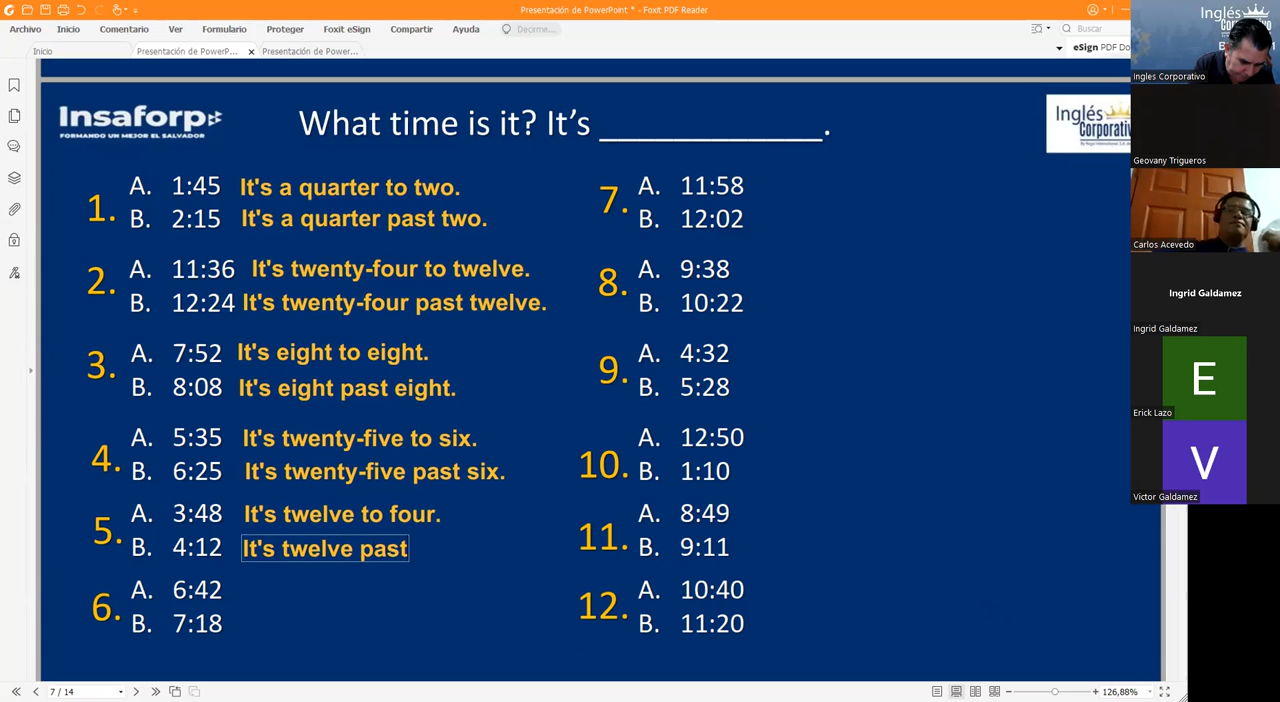 Presentación de PowerPoint * - Foxit PDF Reader
Archivo Inicio Comentario Ver Formulario Proteger Foxit eSign Compartir Ayuda Decirme... Buscar
Inicio Presentación de PowerP... × Presentación de Power... eSign PDF Do
Insaforp
FORMANDO UN MEJOR EL SALVADOR
What time is it? It's ______________.
Inglés
Corporativ
1.
A. 1:45 It's a quarter to two.
B. 2:15 It's a quarter past two.
2.
A. 11:36 It's twenty-four to twelve.
B. 12:24 It's twenty-four past twelve.
3.
A. 7:52 It's eight to eight.
B. 8:08 It's eight past eight.
4.
A. 5:35 It's twenty-five to six.
B. 6:25 It's twenty-five past six.
5.
A. 3:48 It's twelve to four.
B. 4:12 It's twelve past
6.
A. 6:42
B. 7:18
7.
A. 11:58
B. 12:02
8.
A. 9:38
B. 10:22
9.
A. 4:32
B. 5:28
10.
A. 12:50
B. 1:10
11.
A. 8:49
B. 9:11
12.
A. 10:40
B. 11:20
Inglés
Ingles Corporativo
Geovany Trigueros
Carlos Acevedo
Ingrid Galdamez
Ingrid Galdamez
E
Erick Lazo
V
Victor Galdamez
7 / 14
126,88%